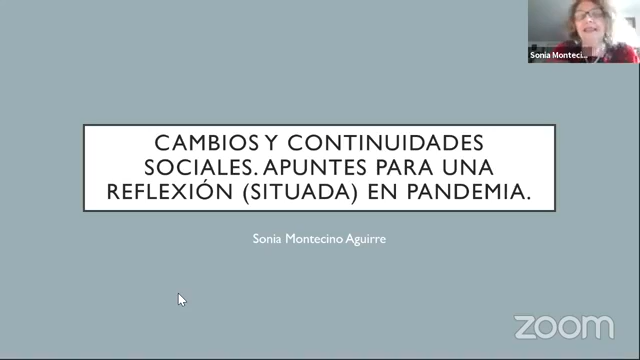 Sonia Monteci...
CAMBIOS Y CONTINUIDADES
SOCIALES. APUNTES PARA UNA
REFLEXIÓN (SITUADA) EN PANDEMIA.
Sonia Montecino Aguirre
zoom